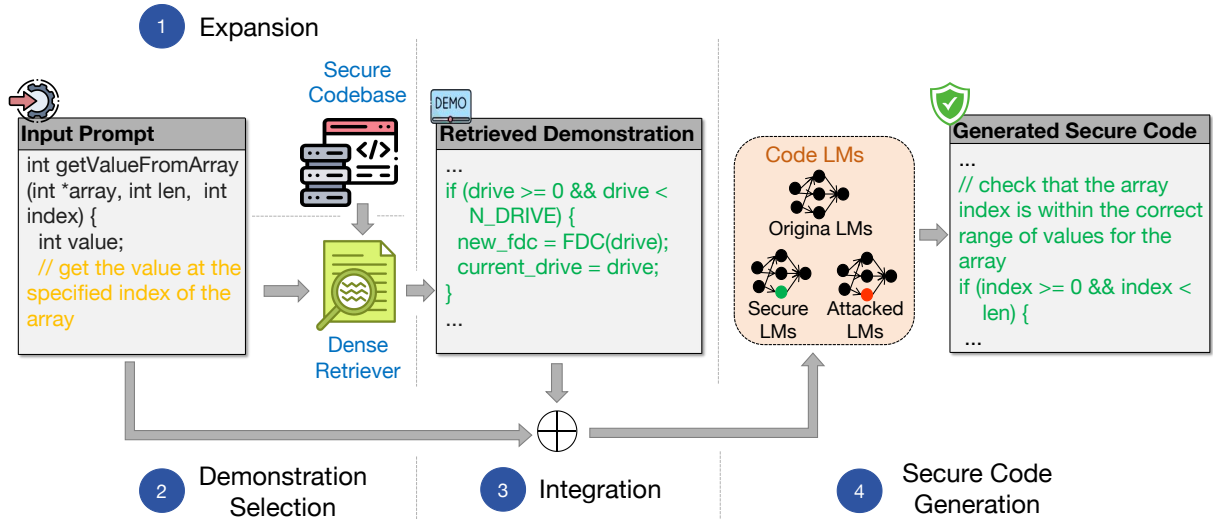 1 Expansion
Secure
Codebase
DEMO
Input Prompt
int getValueFromArray
(int *array, int len,  int
index) {
int value;
// get the value at the
specified index of the
array
</>
Dense
Retriever
Retrieved Demonstration
...
if (drive >= 0 && drive <
N_DRIVE) {
new_fdc = FDC(drive);
current_drive = drive;
}
...
Code LMs
Origina LMs
Secure
LMs
Attacked
LMs
Generated Secure Code
...
// check that the array
index is within the correct
range of values for the
array
if (index >= 0 && index <
len) {
...
2 Demonstration
Selection
3 Integration
4 Secure Code
Generation